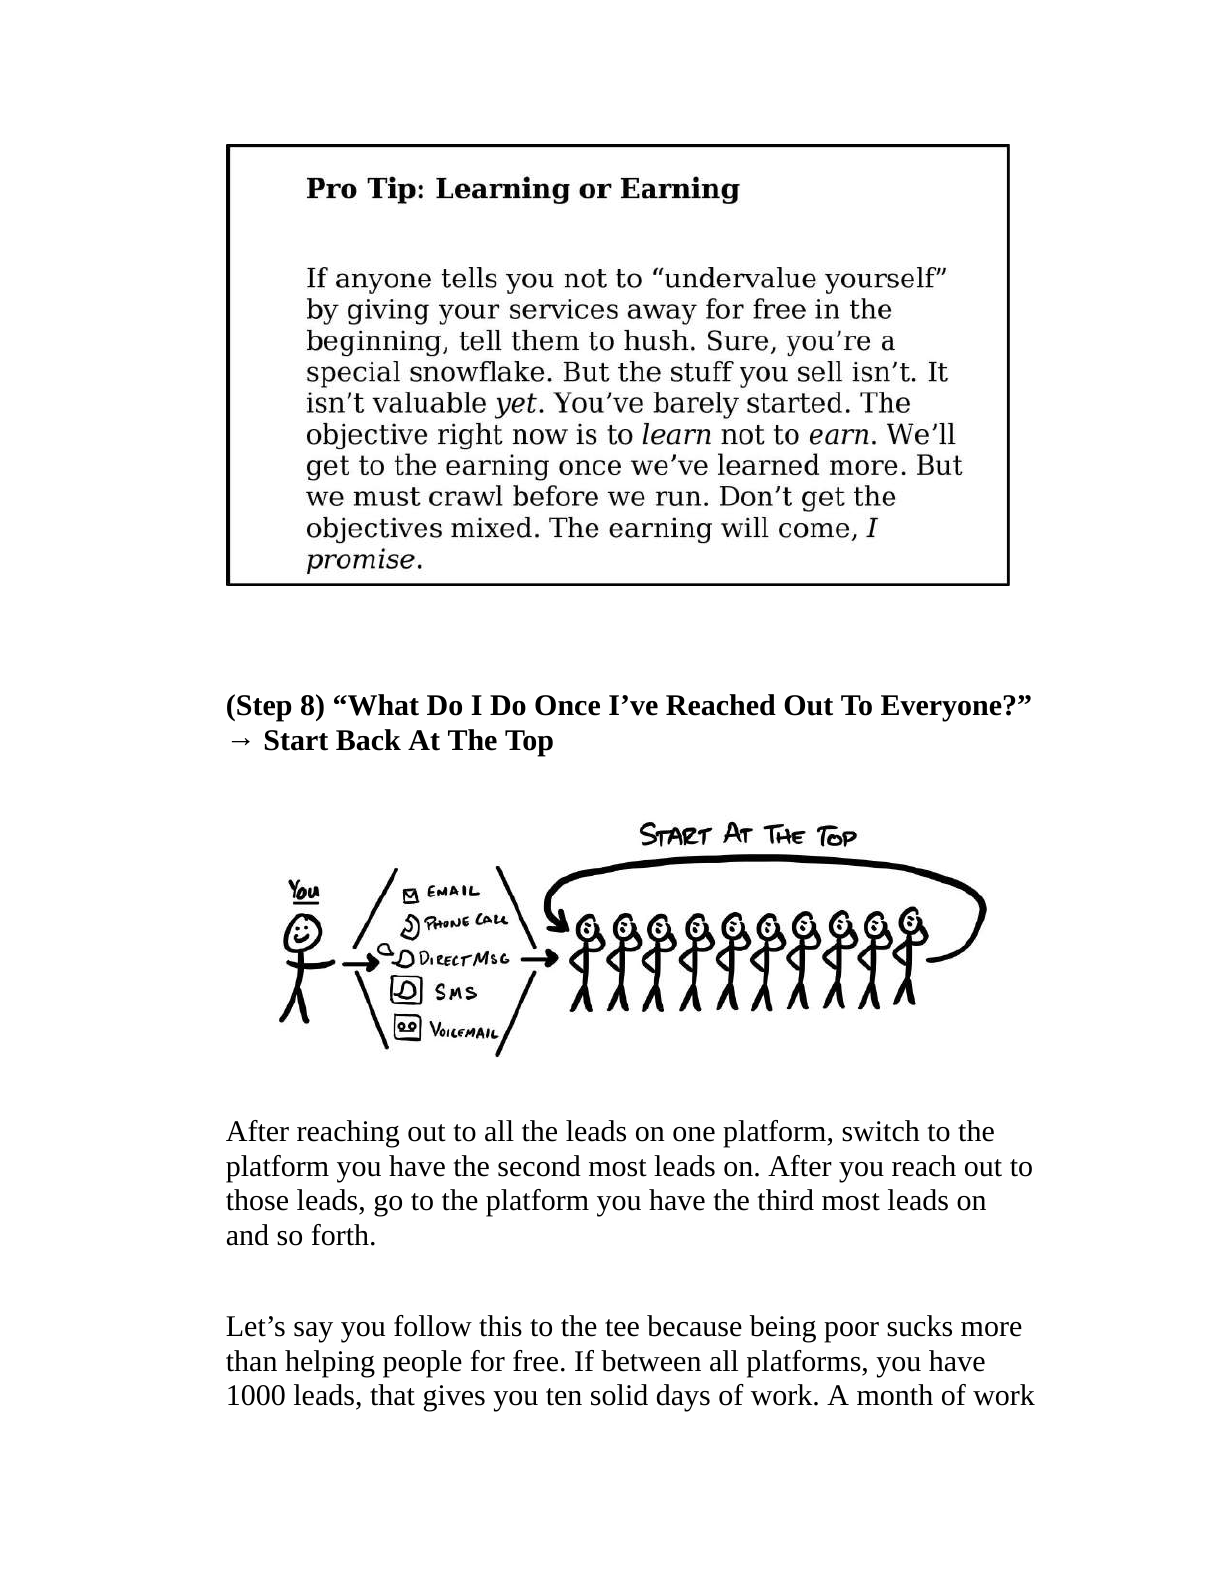 Pro Tip: Learning or Earning
If anyone tells you not to “undervalue yourself”
by giving your services away for free in the
beginning, tell them to hush. Sure, you’re a
special snowflake. But the stuff you sell isn’t. It
isn’t valuable yet. You’ve barely started. The
objective right now is to learn not to earn. We’ll
get to the earning once we’ve learned more. But
we must crawl before we run. Don’t get the
objectives mixed. The earning will come, I
promise.
(Step 8) “What Do I Do Once I’ve Reached Out To Everyone?”
→ Start Back At The Top
START AT THE TOP
You
EMAIL
PHONE CALL
DIRECT MSG
SMS
VOICEMAIL
After reaching out to all the leads on one platform, switch to the
platform you have the second most leads on. After you reach out to
those leads, go to the platform you have the third most leads on
and so forth.
Let’s say you follow this to the tee because being poor sucks more
than helping people for free. If between all platforms, you have
1000 leads, that gives you ten solid days of work. A month of work